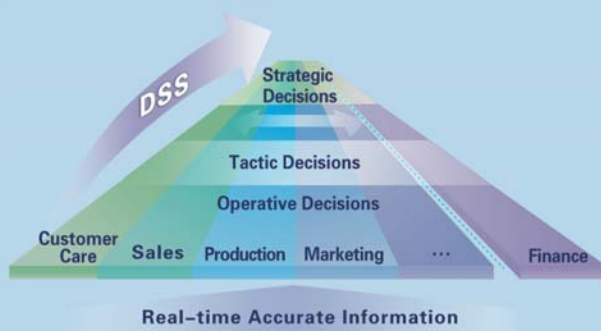 DSS
Strategic
Decisions
Tactic Decisions
Operative Decisions
Customer
Care
Sales
Production
Marketing
...
Finance
Real-time Accurate Information